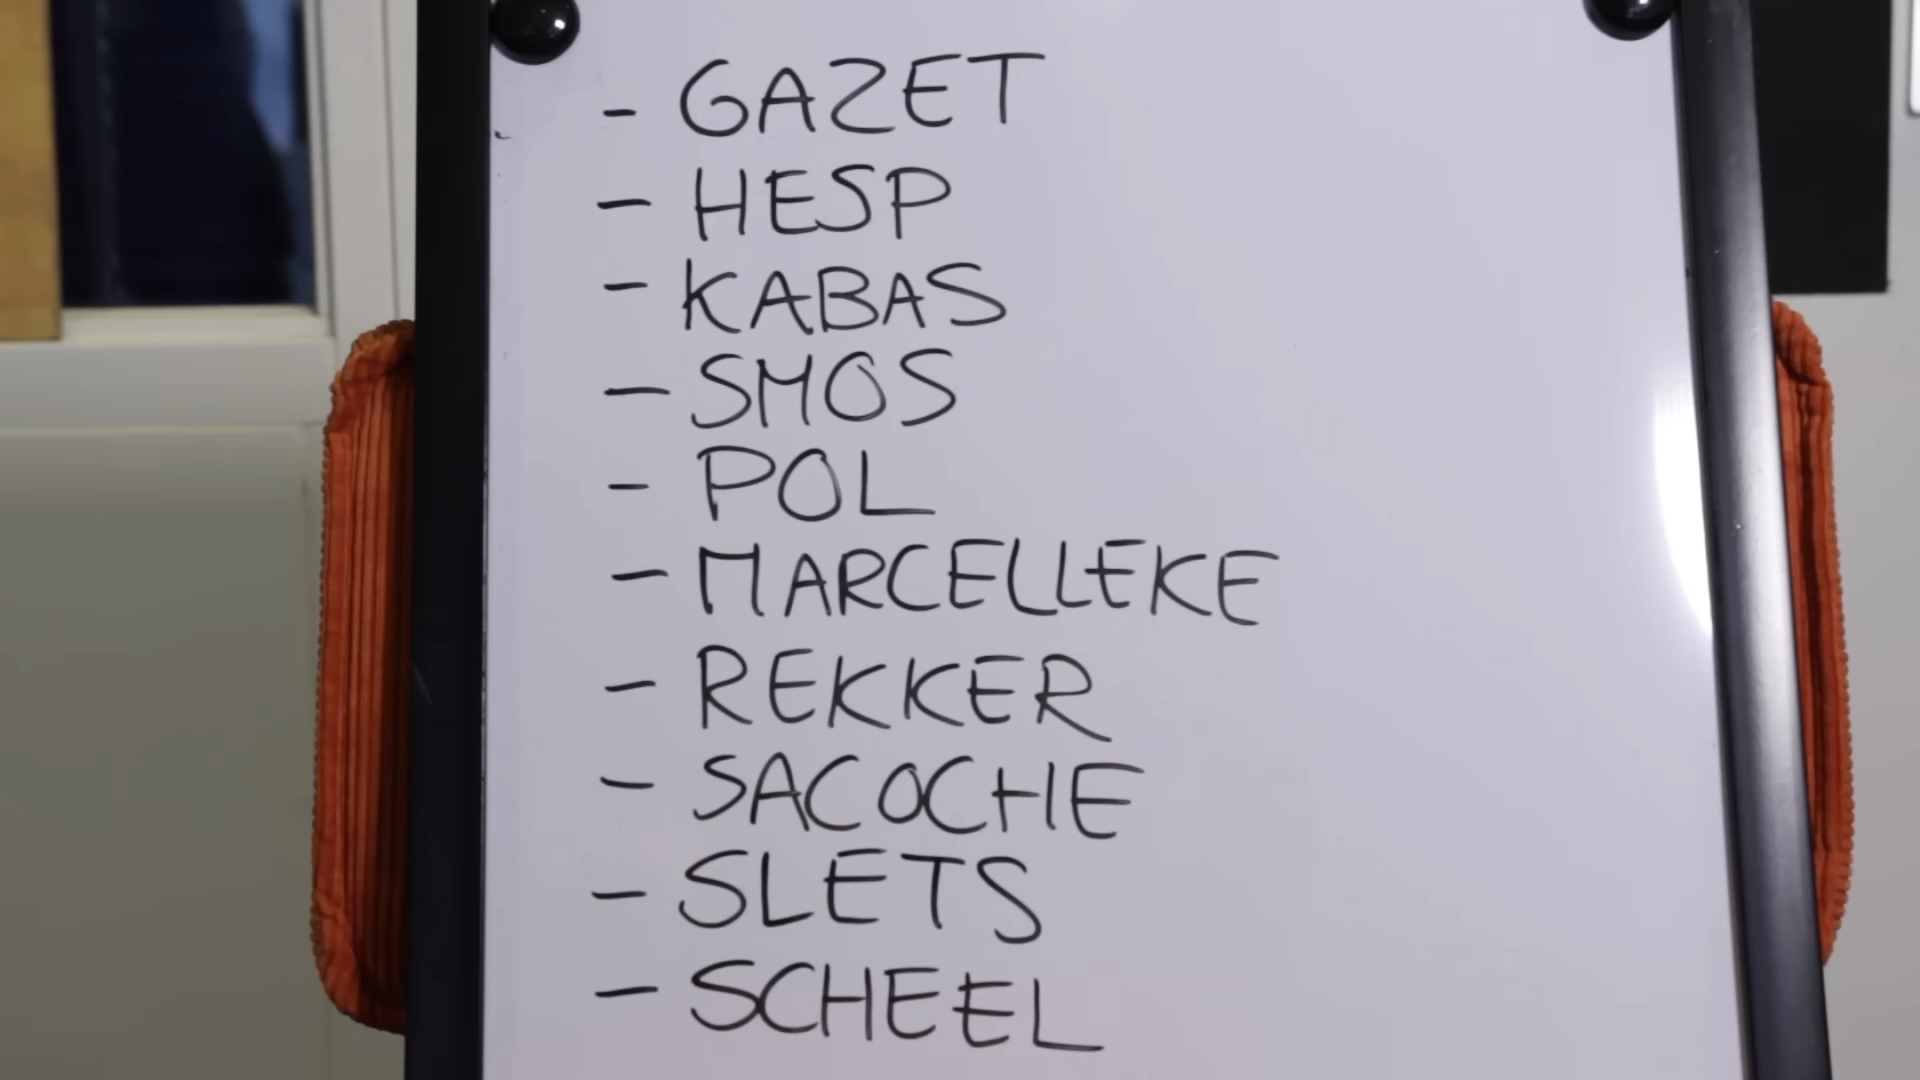 - GAZET
- HESP
- KABAS
- SMOS
- POL
- MARCELLEKE
- REKKER
- SACOCHE
- SLETS
- SCHEEL